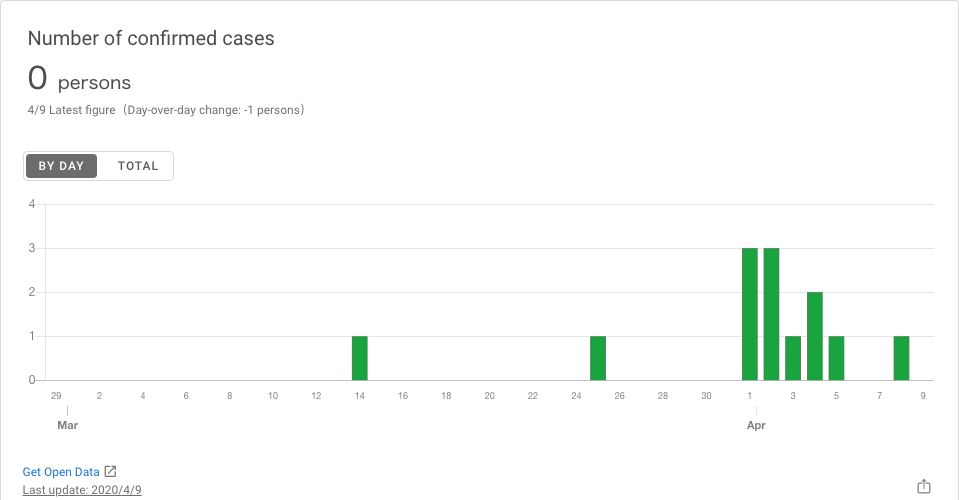 Number of confirmed cases
0 persons
4/9 Latest figure（Day-over-day change: -1 persons）
BY DAY TOTAL
4
3
2
1
0
29 2 4 6 8 10 12 14 16 18 20 22 24 26 28 30 1 3 5 7 9
Mar Apr
Get Open Data
Last update: 2020/4/9